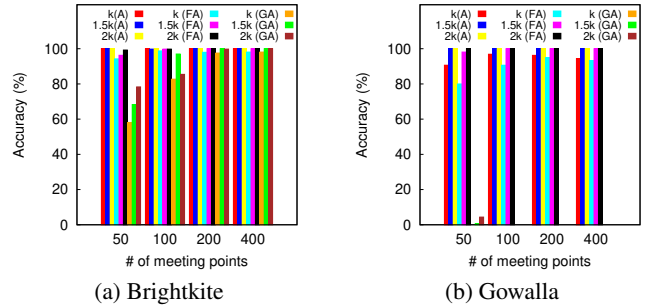 k(A) k (FA) k (GA)
1.5k(A) 1.5k (FA) 1.5k (GA)
2k(A) 2k (FA) 2k (GA)
100
80
60
40
20
0
Accuracy (%)
50 100 200 400
# of meeting points
(a) Brightkite
k(A) k (FA) k (GA)
1.5k(A) 1.5k (FA) 1.5k (GA)
2k(A) 2k (FA) 2k (GA)
100
80
60
40
20
0
Accuracy (%)
50 100 200 400
# of meeting points
(b) Gowalla